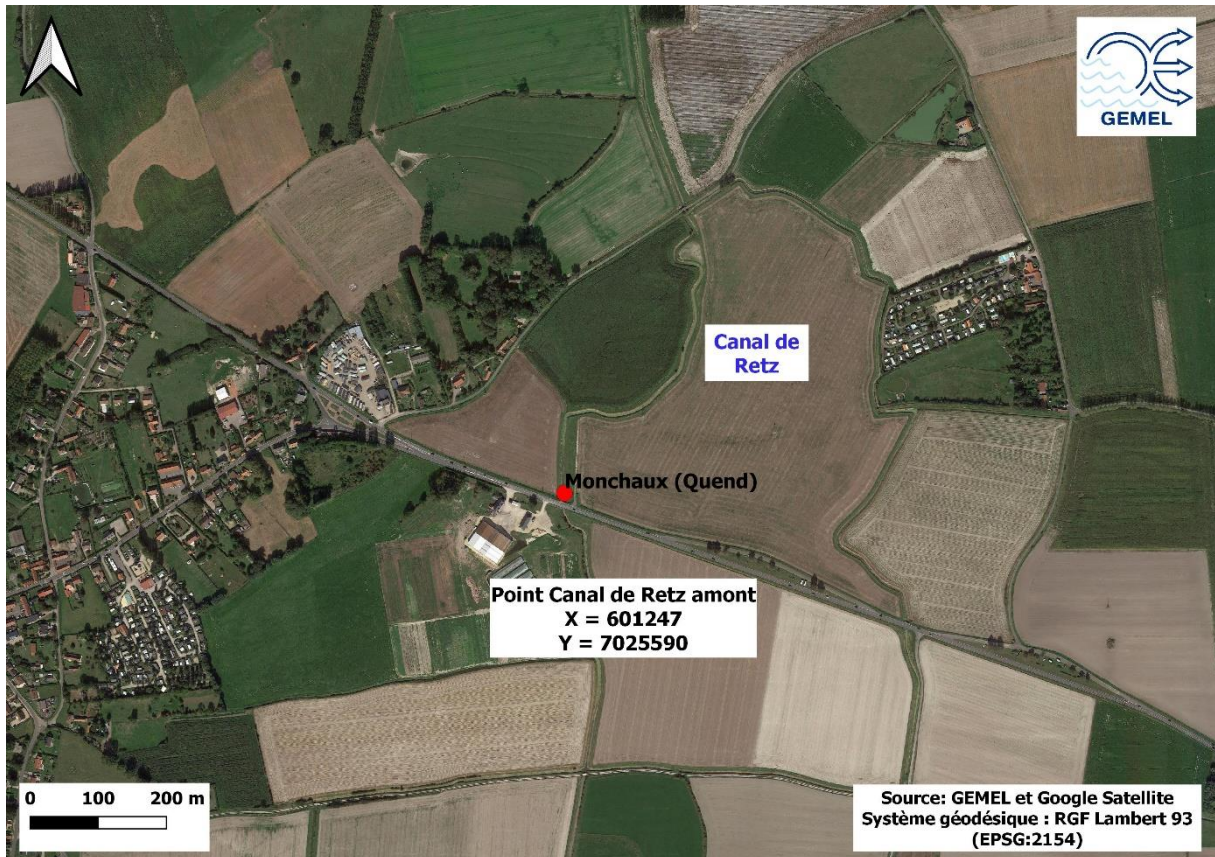 GEMEL
Canal de
Retz
Monchaux (Quend)
Point Canal de Retz amont
X = 601247
Y = 7025590
0 100 200 m
Source: GEMEL et Google Satellite
Système géodésique : RGF Lambert 93
(EPSG:2154)